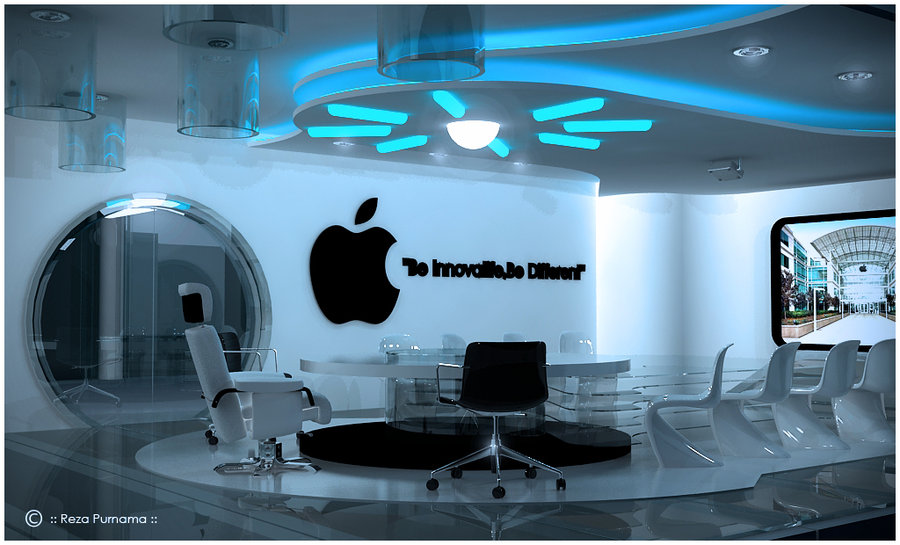 "Be Innovatife,Be Different"
© :: Reza Purnama ::